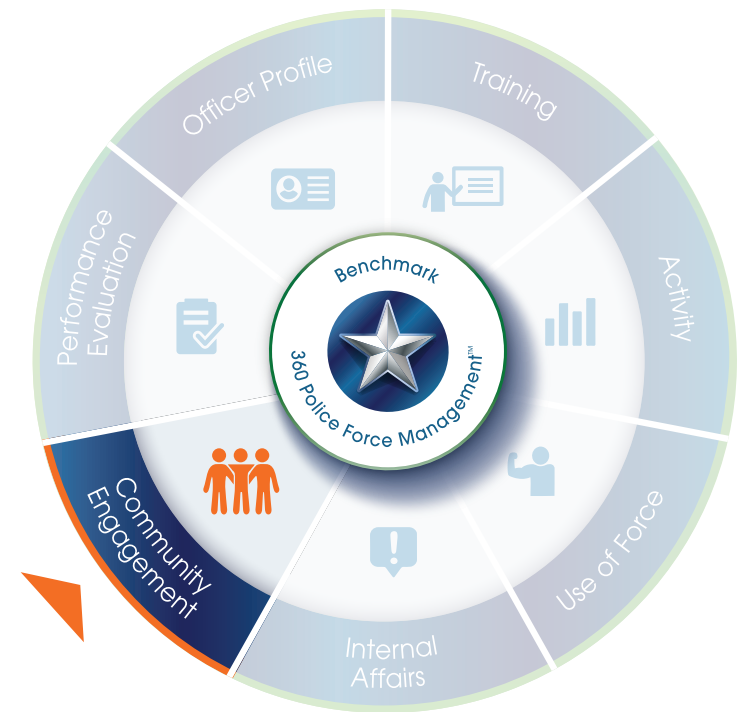 Officer Profile
Training
Activity
Use of Force
Internal
Affairs
Community
Engagement
Performance
Evaluation
Benchmark
360 Police Force Management™